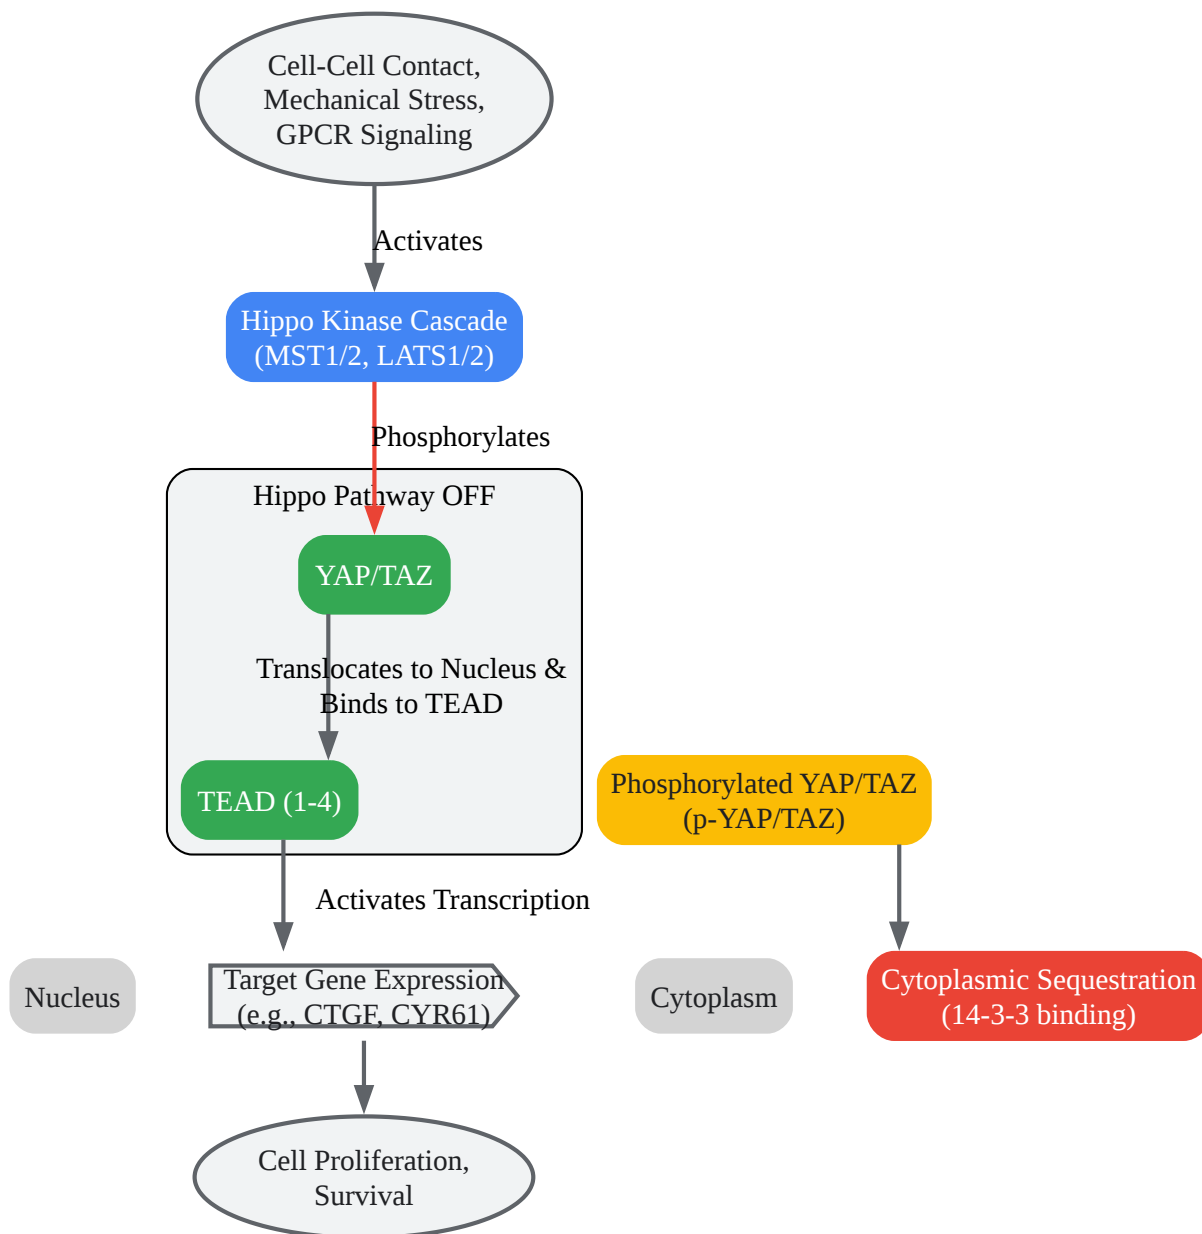 Cell-Cell Contact,
Mechanical Stress,
GPCR Signaling
Activates
Hippo Kinase Cascade
(MST1/2, LATS1/2)
Phosphorylates
Hippo Pathway OFF
YAP/TAZ
Translocates to Nucleus &
Binds to TEAD
TEAD (1-4)
Phosphorylated YAP/TAZ
(p-YAP/TAZ)
Activates Transcription
Nucleus
Target Gene Expression
(e.g., CTGF, CYR61)
Cytoplasm
Cytoplasmic Sequestration
(14-3-3 binding)
Cell Proliferation,
Survival